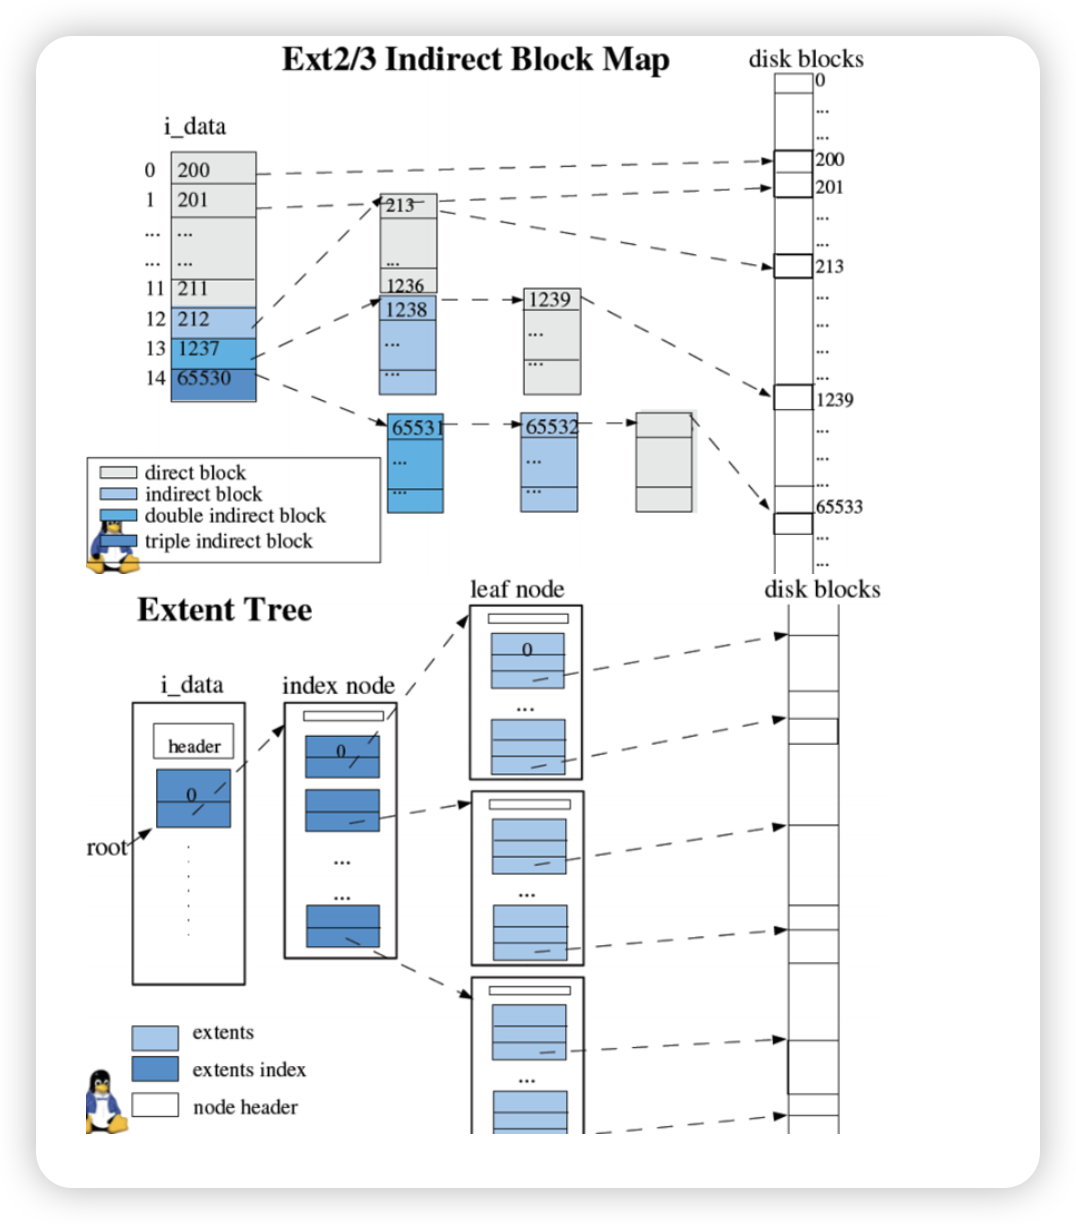 Ext2/3 Indirect Block Map
disk blocks
0
...
...
i_data
0 200
1 201
... ...
... ...
11 211
12 212
13 1237
14 65530
213
...
1236
1238
...
...
1239
...
...
65531
...
...
65532
...
...
200
201
...
...
213
...
...
...
...
1239
...
...
...
65533
...
...
direct block
indirect block
double indirect block
triple indirect block
Extent Tree
leaf node
disk blocks
i_data
index node
header
0
root
0
...
...
0
...
...
...
extents
extents index
node header